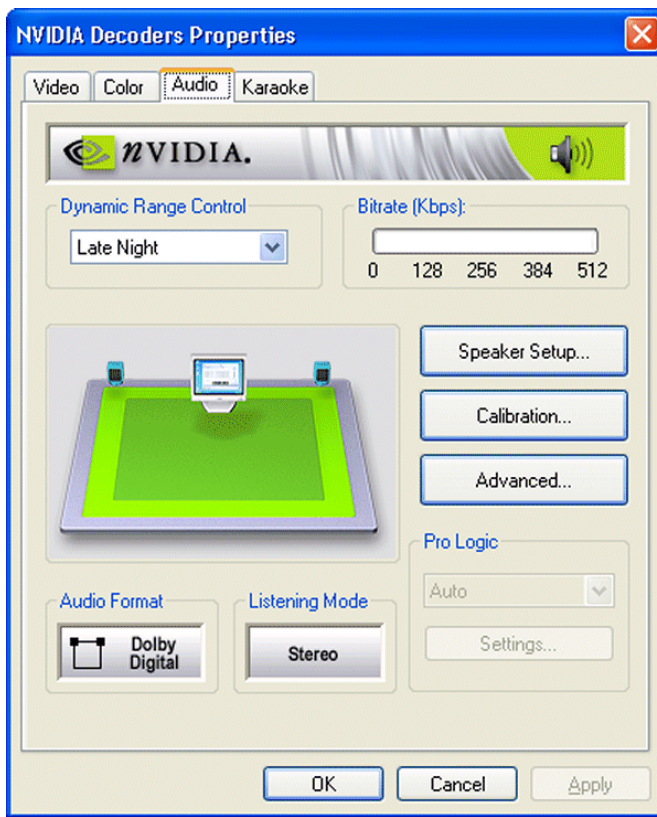 NVIDIA Decoders Properties
Video Color Audio Karaoke
nVIDIA.
Dynamic Range Control
Late Night
Bitrate (Kbps):
0 128 256 384 512
Speaker Setup...
Calibration...
Advanced...
Pro Logic
Auto
Settings...
Audio Format
Dolby
Digital
Listening Mode
Stereo
OK Cancel Apply